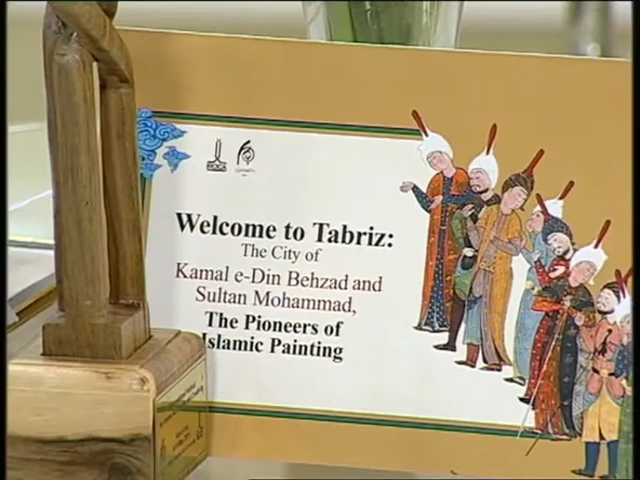 Welcome to Tabriz:
The City of
Kamal e-Din Behzad and
Sultan Mohammad,
The Pioneers of
Islamic Painting